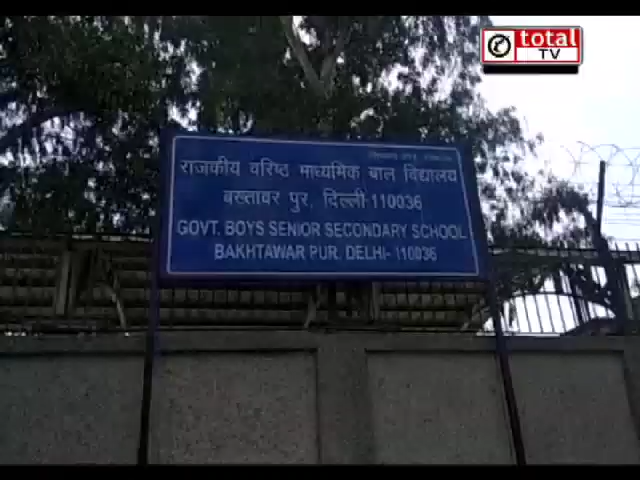 total
TV
राजकीय वरिष्ठ माध्यमिक बाल विद्यालय
बख्तावर पुर, दिल्ली-110036
GOVT. BOYS SENIOR SECONDARY SCHOOL
BAKHTAWAR PUR, DELHI- 110036